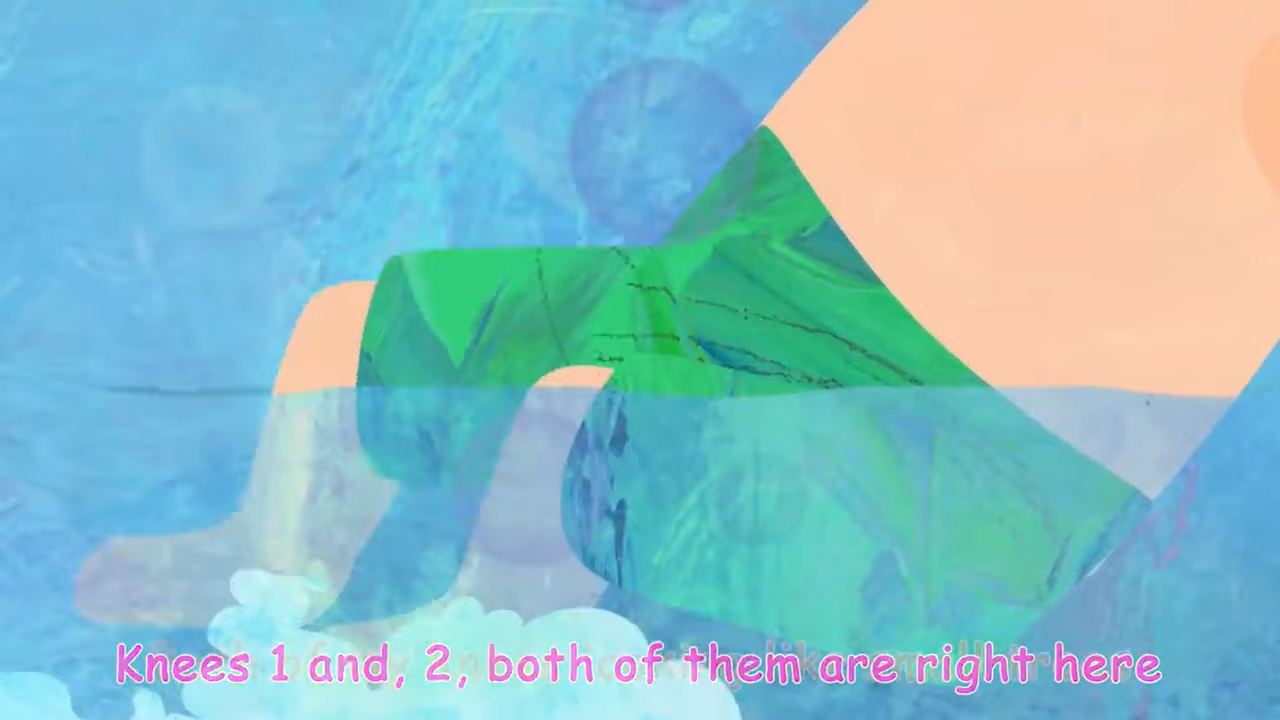 Knees 1 and, 2, both of them are right here